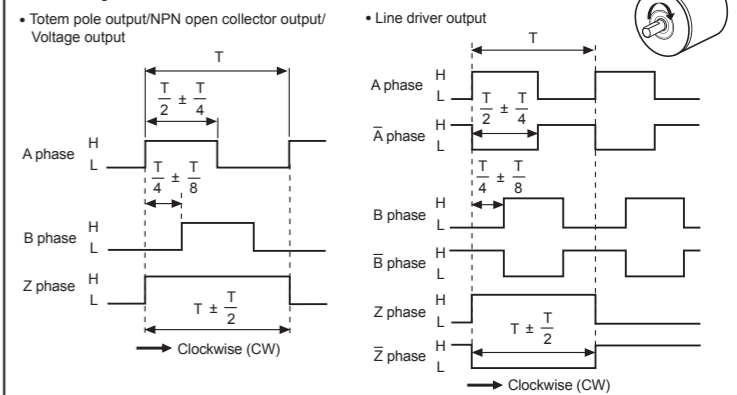 • Totem pole output/NPN open collector output/
Voltage output
T
T/2 ± T/4
A phase H L
T/4 ± T/8
B phase H L
Z phase H L
T ± T/2
Clockwise (CW)
• Line driver output
T
A phase H L
T/2 ± T/4
A̅ phase H L
T/4 ± T/8
B phase H L
B̅ phase H L
Z phase H L
T ± T/2
Z̅ phase H L
Clockwise (CW)